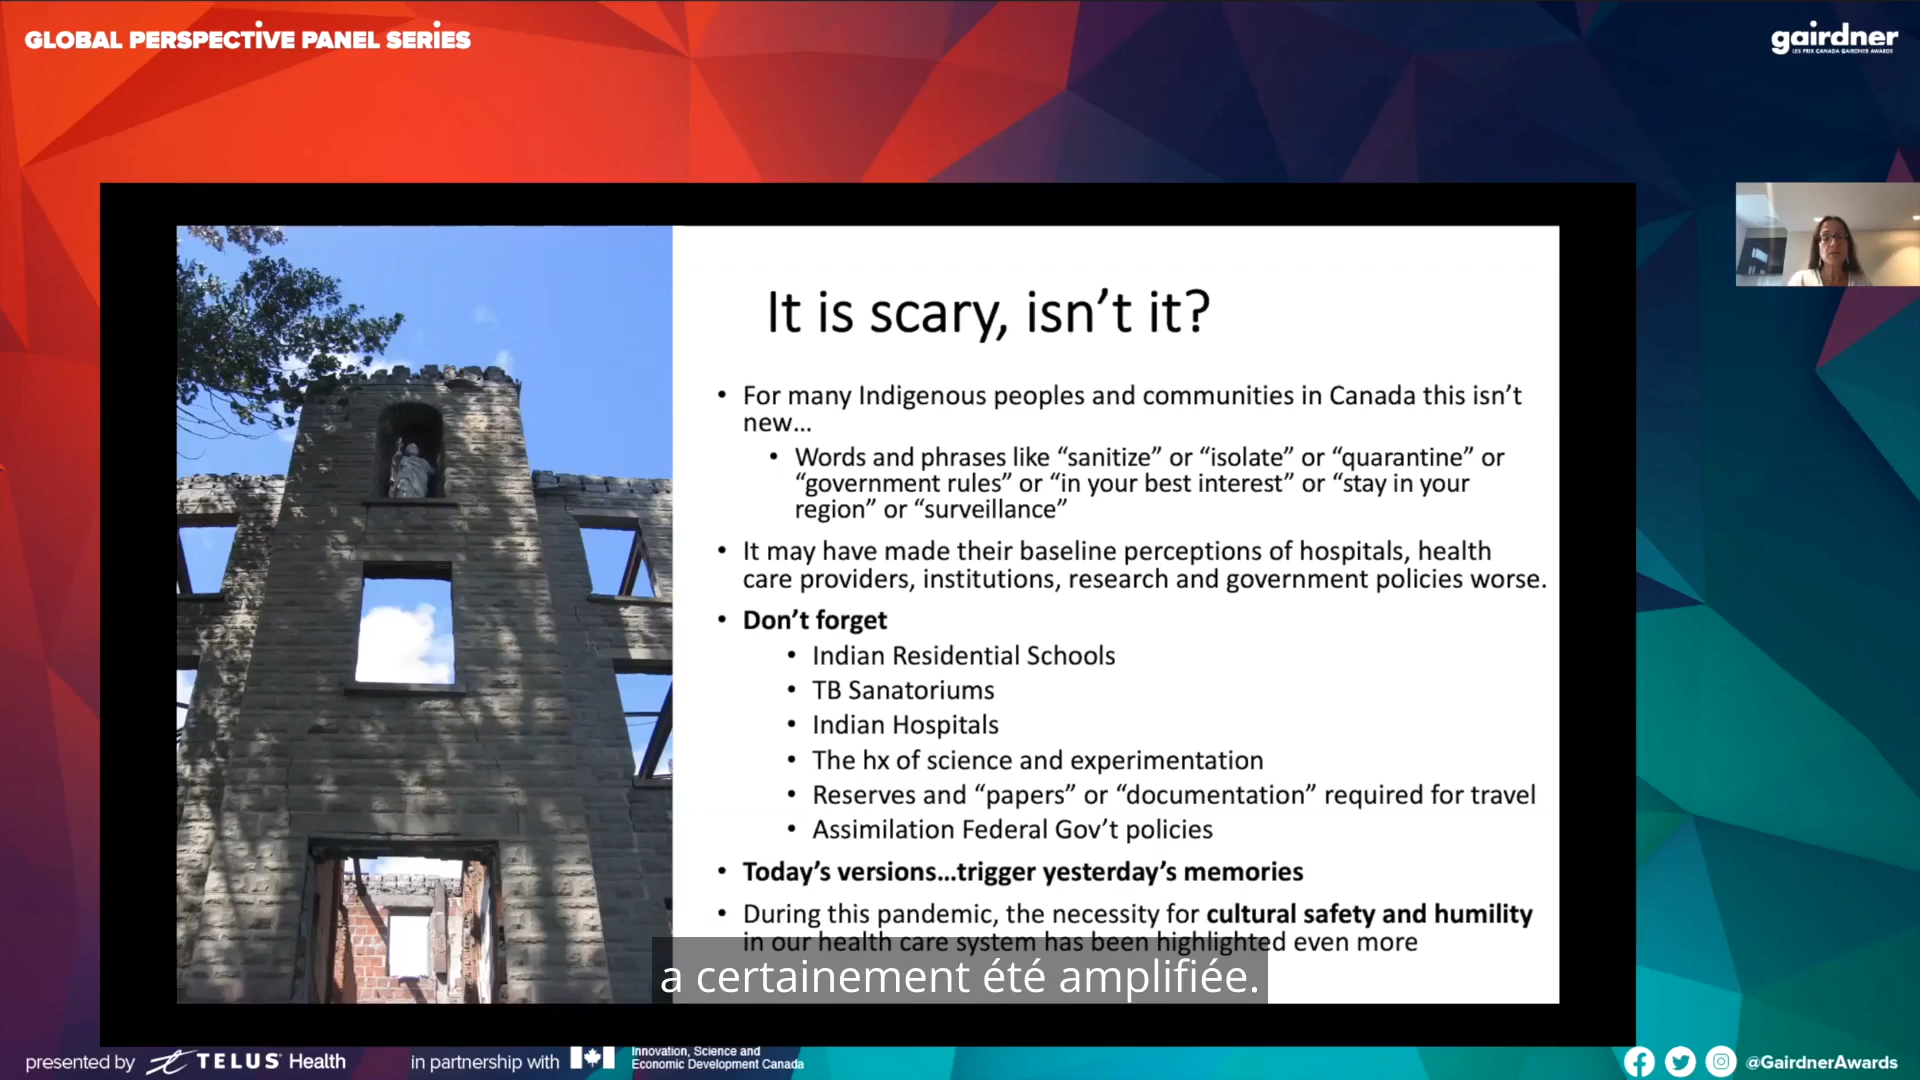 GLOBAL PERSPECTIVE PANEL SERIES
gairdner
LES PRIX CANADA GAIRDNER AWARDS
It is scary, isn’t it?
• For many Indigenous peoples and communities in Canada this isn’t
new…
• Words and phrases like “sanitize” or “isolate” or “quarantine” or
“government rules” or “in your best interest” or “stay in your
region” or “surveillance”
• It may have made their baseline perceptions of hospitals, health
care providers, institutions, research and government policies worse.
• Don’t forget
• Indian Residential Schools
• TB Sanatoriums
• Indian Hospitals
• The hx of science and experimentation
• Reserves and “papers” or “documentation” required for travel
• Assimilation Federal Gov’t policies
• Today’s versions…trigger yesterday’s memories
• During this pandemic, the necessity for cultural safety and humility
in our health care system has been highlighted even more
a certainement été amplifiée.
presented by TELUS Health
in partnership with
Innovation, Science and
Economic Development Canada
@GairdnerAwards